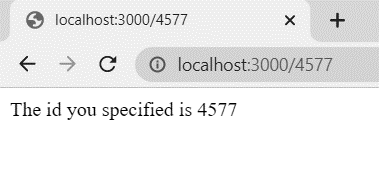 localhost:3000/4577
localhost:3000/4577
The id you specified is 4577